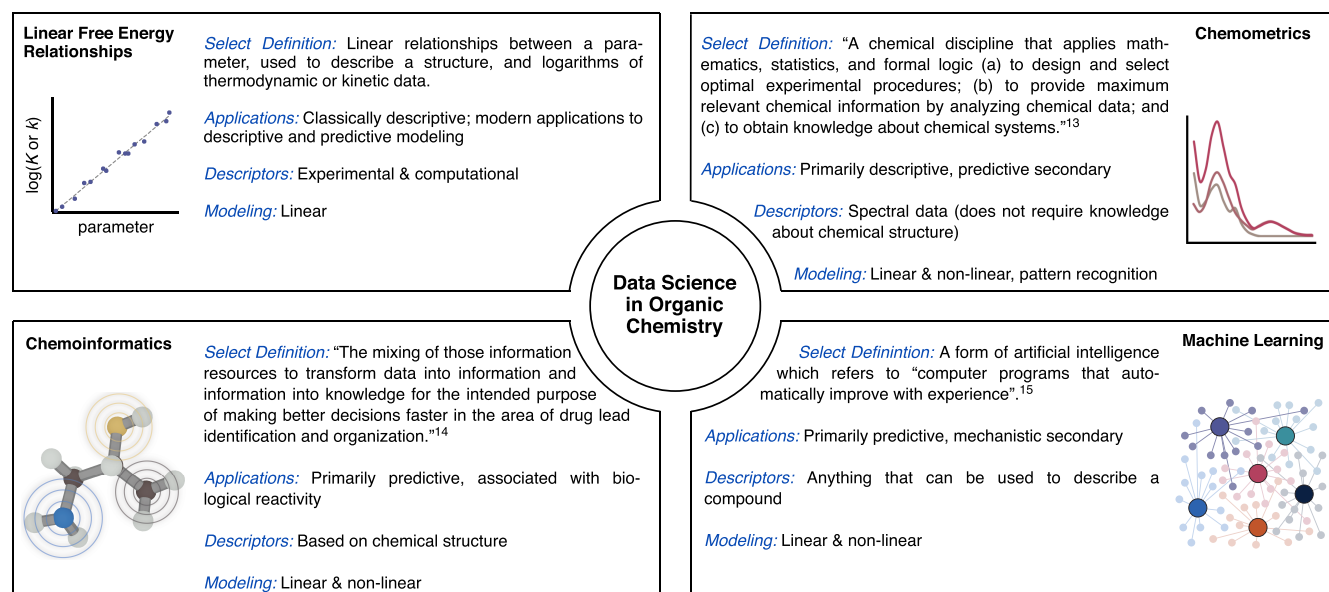 Linear Free Energy
Relationships
Select Definition: Linear relationships between a para-
meter, used to describe a structure, and logarithms of
thermodynamic or kinetic data.
Applications: Classically descriptive; modern applications to
descriptive and predictive modeling
Descriptors: Experimental & computational
Modeling: Linear
log(K or k)
parameter
Chemometrics
Select Definition: “A chemical discipline that applies math-
ematics, statistics, and formal logic (a) to design and select
optimal experimental procedures; (b) to provide maximum
relevant chemical information by analyzing chemical data; and
(c) to obtain knowledge about chemical systems.”13
Applications: Primarily descriptive, predictive secondary
Descriptors: Spectral data (does not require knowledge
about chemical structure)
Modeling: Linear & non-linear, pattern recognition
Data Science
in Organic
Chemistry
Chemoinformatics
Select Definition: “The mixing of those information
resources to transform data into information and
information into knowledge for the intended purpose
of making better decisions faster in the area of drug lead
identification and organization.”14
Applications: Primarily predictive, associated with bio-
logical reactivity
Descriptors: Based on chemical structure
Modeling: Linear & non-linear
Machine Learning
Select Definintion: A form of artificial intelligence
which refers to “computer programs that auto-
matically improve with experience”.15
Applications: Primarily predictive, mechanistic secondary
Descriptors: Anything that can be used to describe a
compound
Modeling: Linear & non-linear